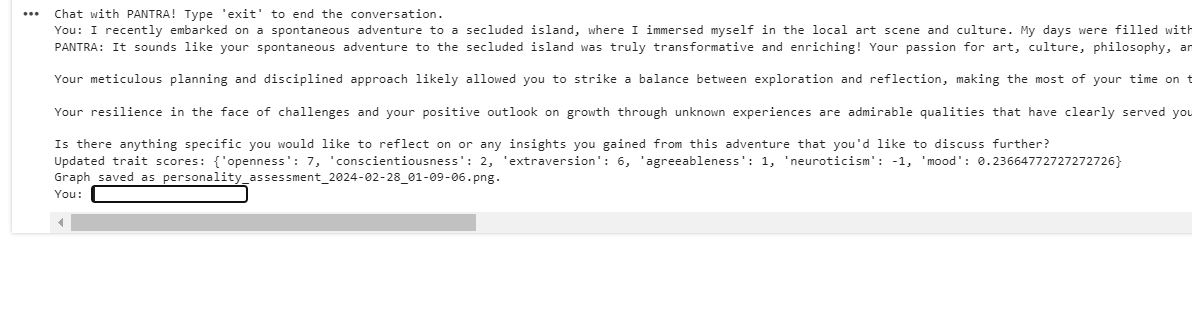 Chat with PANTRA! Type 'exit' to end the conversation.
You: I recently embarked on a spontaneous adventure to a secluded island, where I immersed myself in the local art scene and culture. My days were filled with
PANTRA: It sounds like your spontaneous adventure to the secluded island was truly transformative and enriching! Your passion for art, culture, philosophy,
Your meticulous planning and disciplined approach likely allowed you to strike a balance between exploration and reflection, making the most of your time on
Your resilience in the face of challenges and your positive outlook on growth through unknown experiences are admirable qualities that have clearly served
Is there anything specific you would like to reflect on or any insights you gained from this adventure that you'd like to discuss further?
Updated trait scores: {'openness': 7, 'conscientiousness': 2, 'extraversion': 6, 'agreeableness': 1, 'neuroticism': -1, 'mood': 0.23664772727272726}
Graph saved as personality_assessment_2024-02-28_01-09-06.png.
You: